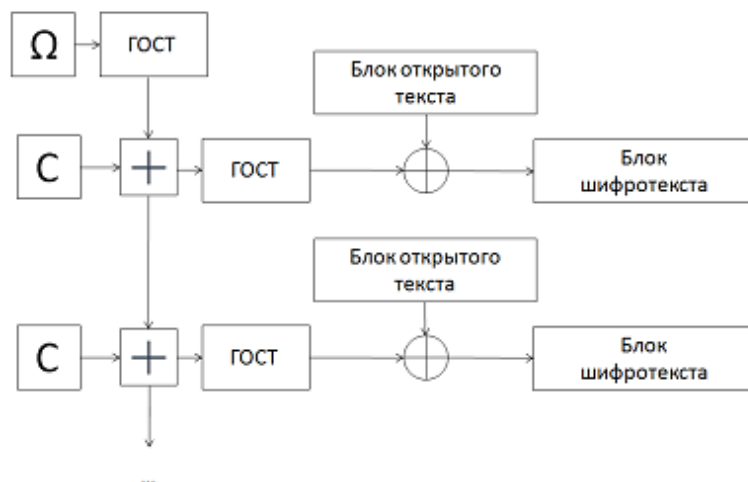 Ω
ГОСТ
Блок открытого
текста
С
+
ГОСТ
Блок
шифротекста
Блок открытого
текста
С
+
ГОСТ
Блок
шифротекста
...